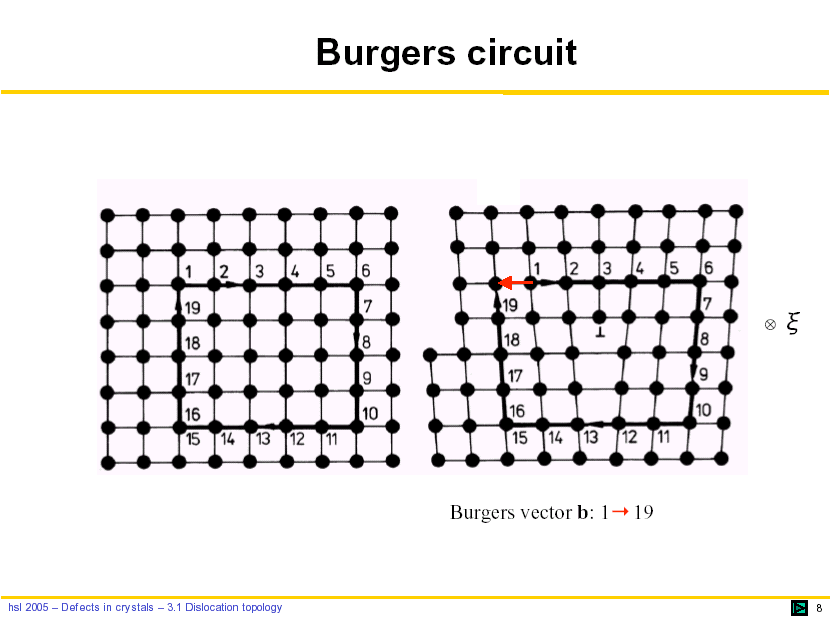 Burgers circuit
1 2 3 4 5 6
19 7
18 8
17 9
16 10
15 14 13 12 11
1 2 3 4 5 6
19 7
⊥
18 8
17 9
16 10
15 14 13 12 11
⊗ ξ
Burgers vector b: 1→ 19
hsl 2005 – Defects in crystals – 3.1 Dislocation topology
8